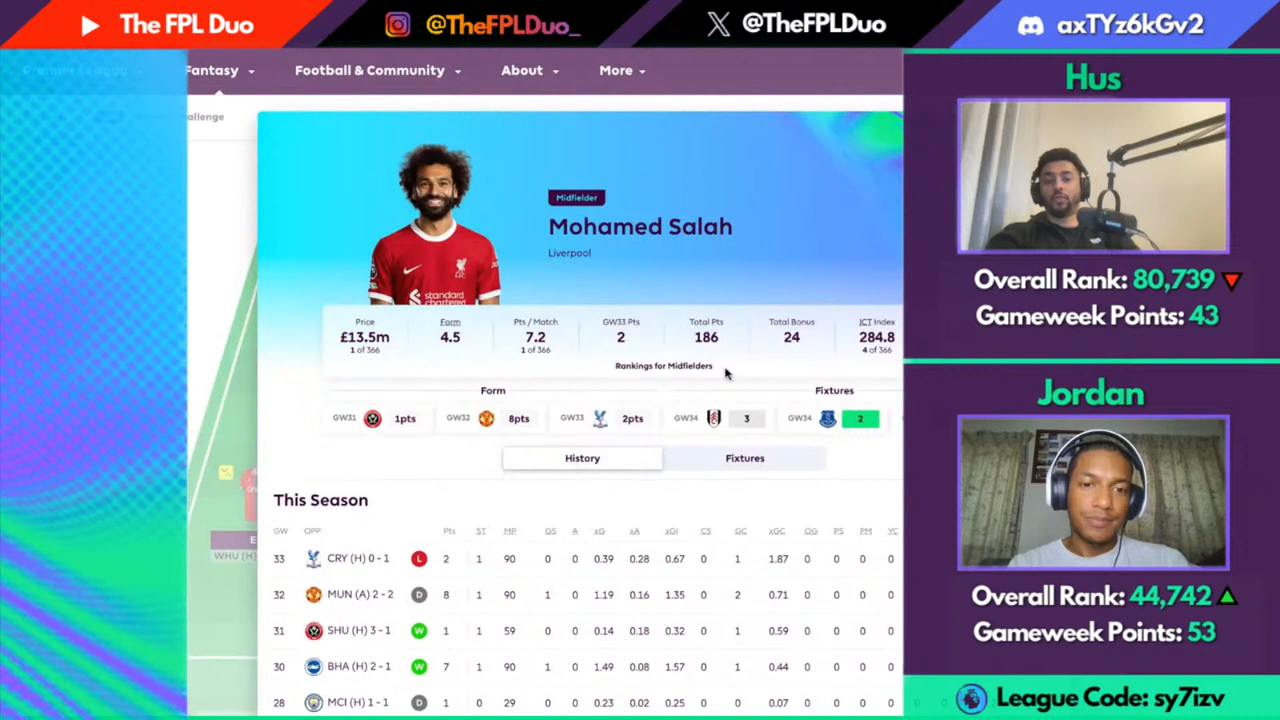 The FPL Duo
@TheFPLDuo_
@TheFPLDuo
axTYz6kGv2
Premier League
Fantasy
Football & Community
About
More
Hus
Overall Rank: 80,739
Gameweek Points: 43
Jordan
Overall Rank: 44,742
Gameweek Points: 53
League Code: sy7izv
allenge
Midfielder
Mohamed Salah
Liverpool
standard
chartered
Price Form Pts / Match GW33 Pts Total Pts Total Bonus ICT Index
£13.5m 4.5 7.2 2 186 24 284.8
1 of 366 1 of 366 4 of 366
Rankings for Midfielders
Form Fixtures
GW31 1pts GW32 8pts GW33 2pts GW34 3 GW34 2
History Fixtures
This Season
GW OPP Pts ST MP GS A xG xA xGI CS GC xGC OG PS PM YC
33 CRY (H) 0 - 1 L 2 1 90 0 0 0.39 0.28 0.67 0 1 1.87 0 0 0 0
32 MUN (A) 2 - 2 D 8 1 90 1 0 1.19 0.16 1.35 0 2 0.71 0 0 0 0
31 SHU (H) 3 - 1 W 1 1 59 0 0 0.14 0.18 0.32 0 1 0.59 0 0 0 0
30 BHA (H) 2 - 1 W 7 1 90 1 0 1.49 0.08 1.57 0 1 0.44 0 0 0 0
28 MCI (H) 1 - 1 D 1 0 29 0 0 0.23 0.02 0.25 0 0 0.07 0 0 0 0
WHU (H)